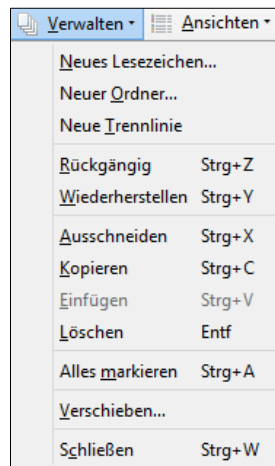 Verwalten Ansichten
Neues Lesezeichen...
Neuer Ordner...
Neue Trennlinie
Rückgängig Strg+Z
Wiederherstellen Strg+Y
Ausschneiden Strg+X
Kopieren Strg+C
Einfügen Strg+V
Löschen Entf
Alles markieren Strg+A
Verschieben...
Schließen Strg+W